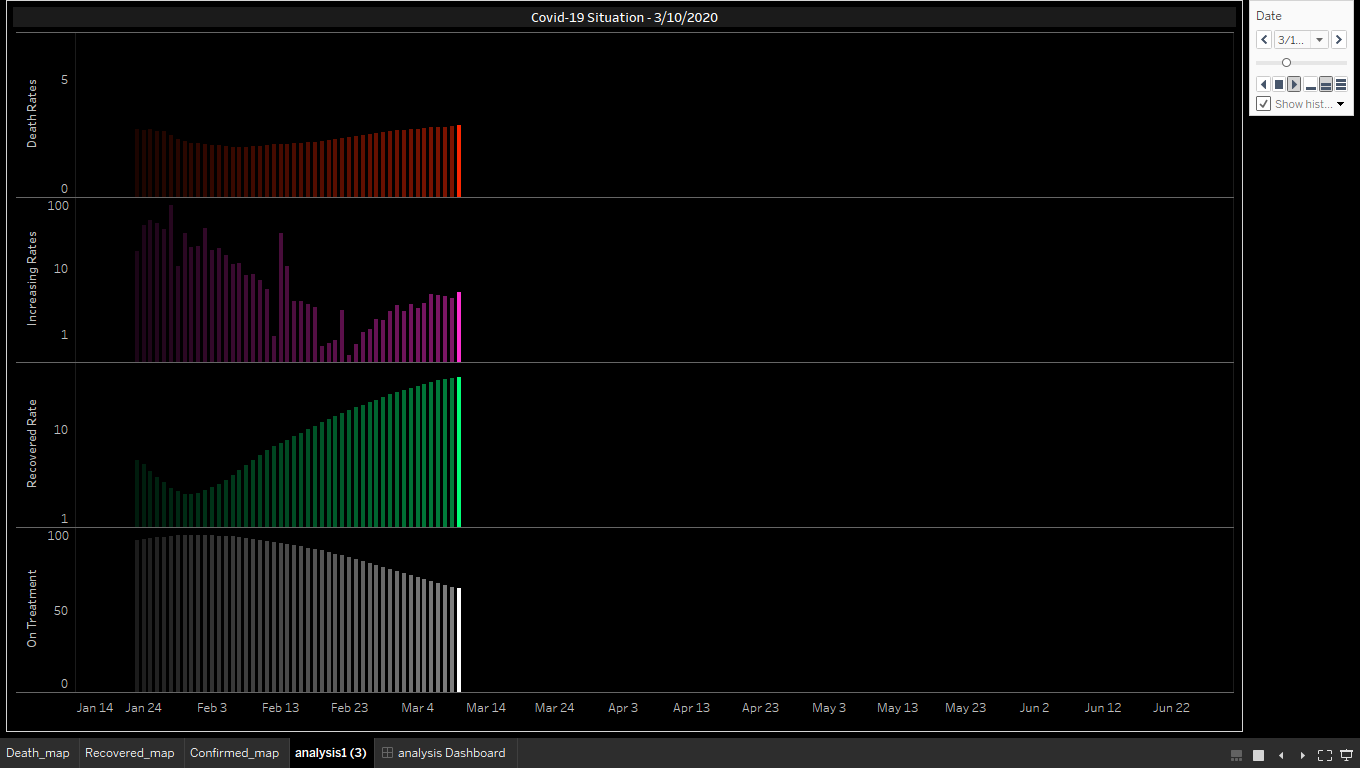 Covid-19 Situation - 3/10/2020
Date
3/1...
Show hist...
Death Rates
5
0
Increasing Rates
100
10
1
Recovered Rate
10
1
On Treatment
100
50
0
Jan 14 Jan 24 Feb 3 Feb 13 Feb 23 Mar 4 Mar 14 Mar 24 Apr 3 Apr 13 Apr 23 May 3 May 13 May 23 Jun 2 Jun 12 Jun 22
Death_map Recovered_map Confirmed_map analysis1 (3) analysis Dashboard